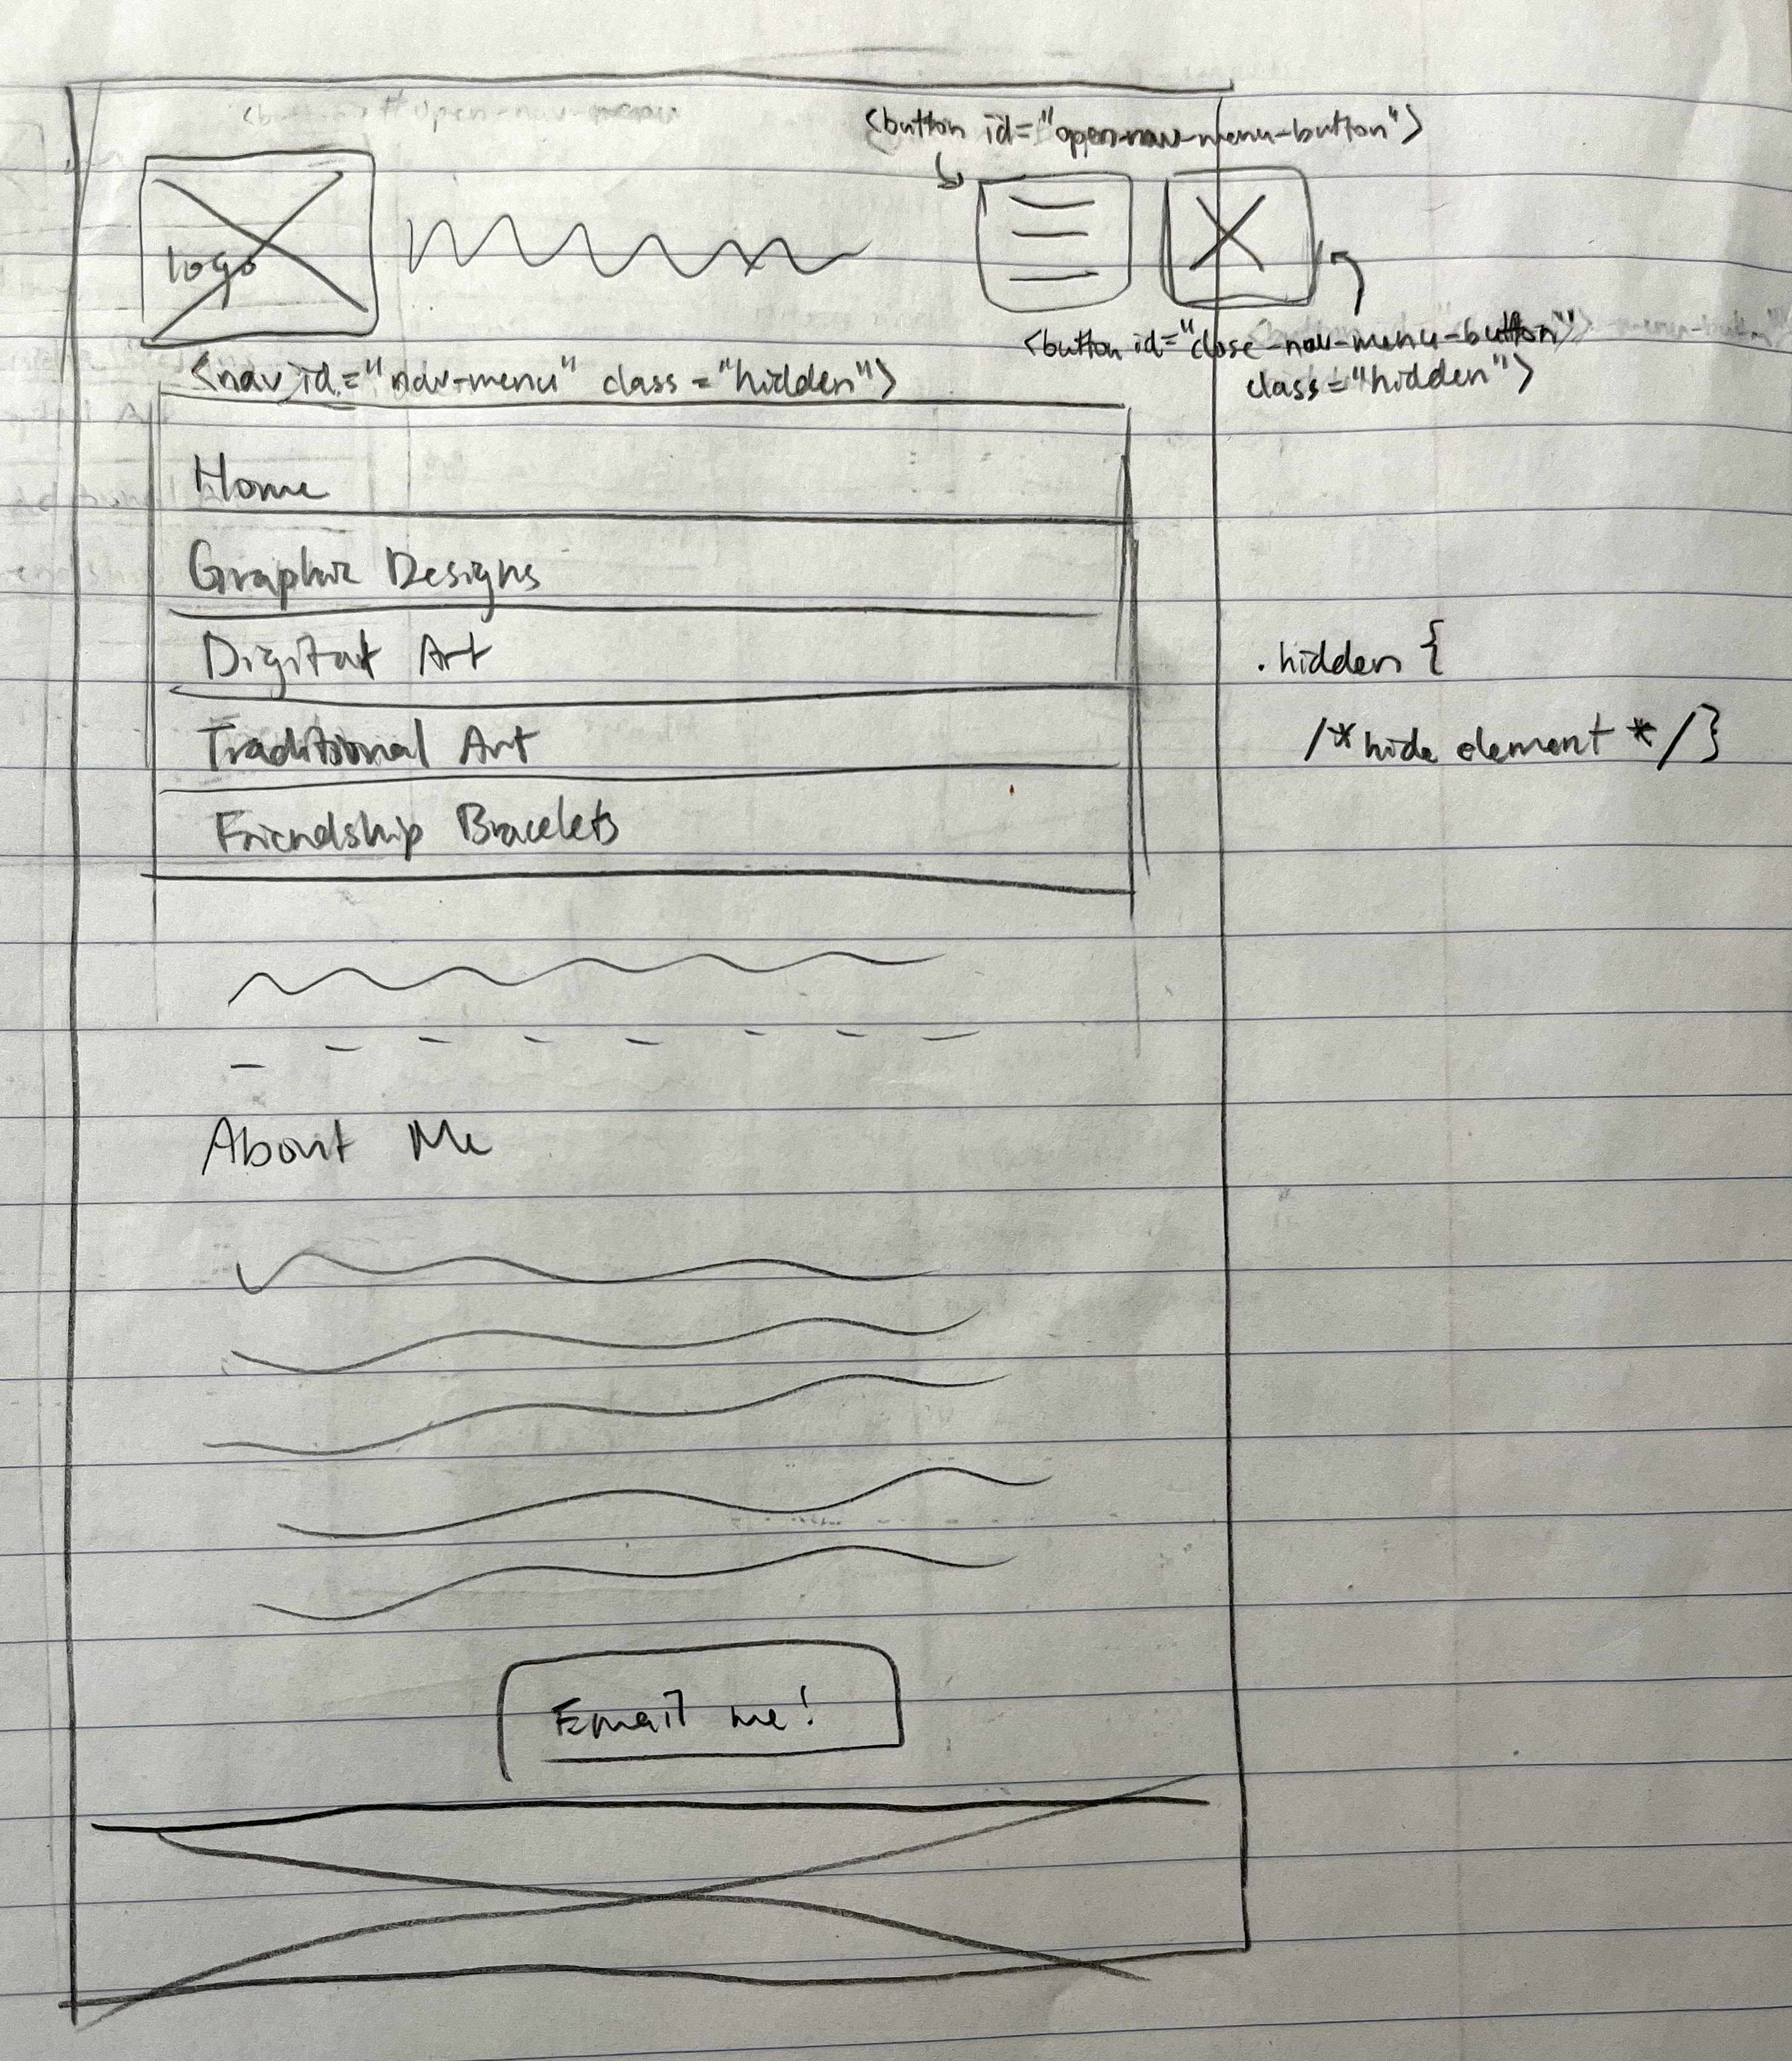 <button id="open-nav-menu-button">
logo
<button id="close-nav-menu-button"
class="hidden">
<nav id="nav-menu" class="hidden">
Home
Graphic Designs
Digital Art
Traditional Art
Friendship Bracelets
.hidden {
/*hide element */}
About Me
Email me!